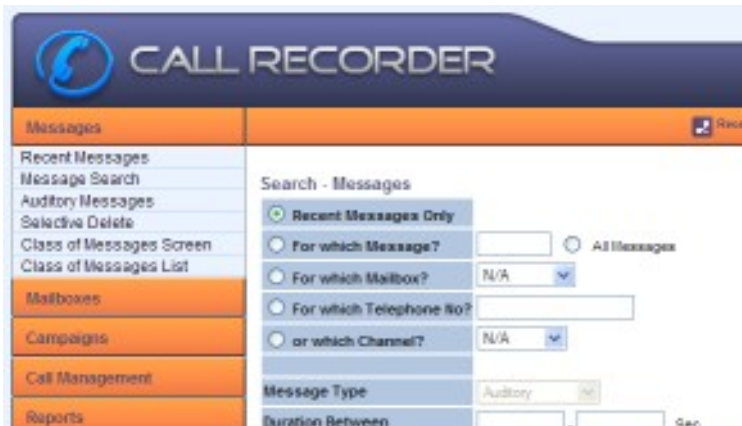 CALL RECORDER
Messages
Recent Messages
Message Search
Auditory Messages
Selective Delete
Class of Messages Screen
Class of Messages List
Mailboxes
Campaigns
Call Management
Reports
Search - Messages
Recent Messages Only
For which Message? All Messages
For which Mailbox? N/A
For which Telephone No?
or which Channel? N/A
Message Type Auditory
Duration Between - Sec